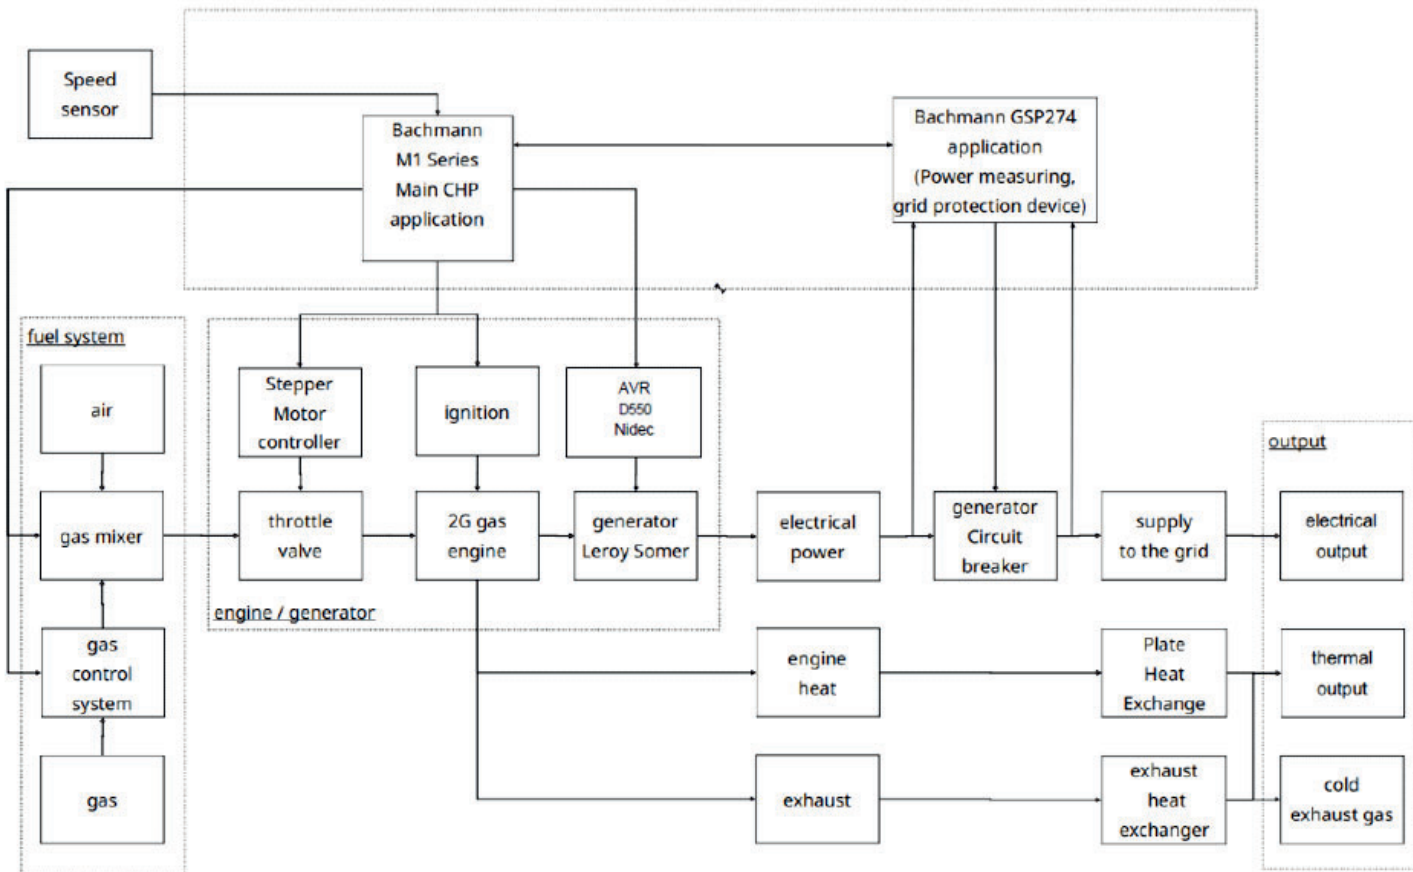 Speed
sensor
Bachmann
M1 Series
Main CHP
application
Bachmann GSP274
application
(Power measuring,
grid protection device)
fuel system
air
gas mixer
gas
control
system
gas
Stepper
Motor
controller
ignition
AVR
D550
Nidec
throttle
valve
2G gas
engine
generator
Leroy Somer
engine / generator
electrical
power
generator
Circuit
breaker
supply
to the grid
engine
heat
Plate
Heat
Exchange
exhaust
exhaust
heat
exchanger
output
electrical
output
thermal
output
cold
exhaust gas